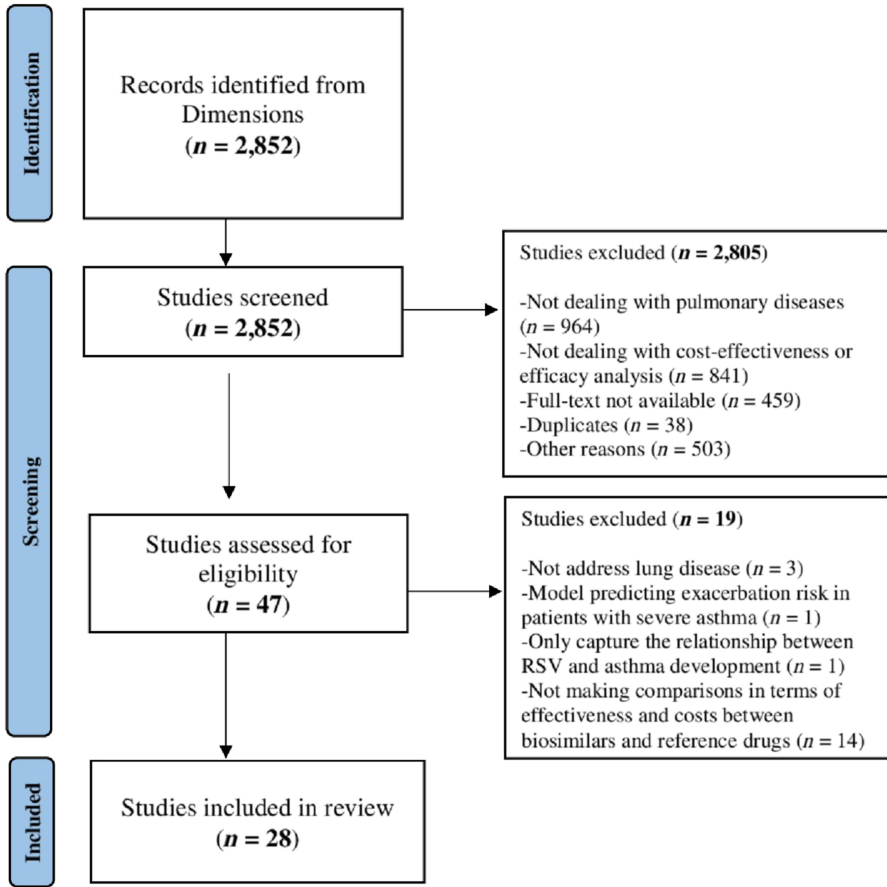 Identification
Records identified from
Dimensions
(n = 2,852)
Screening
Studies screened
(n = 2,852)
Studies excluded (n = 2,805)
-Not dealing with pulmonary diseases
(n = 964)
-Not dealing with cost-effectiveness or
efficacy analysis (n = 841)
-Full-text not available (n = 459)
-Duplicates (n = 38)
-Other reasons (n = 503)
Studies assessed for
eligibility
(n = 47)
Studies excluded (n = 19)
-Not address lung disease (n = 3)
-Model predicting exacerbation risk in
patients with severe asthma (n = 1)
-Only capture the relationship between
RSV and asthma development (n = 1)
-Not making comparisons in terms of
effectiveness and costs between
biosimilars and reference drugs (n = 14)
Included
Studies included in review
(n = 28)